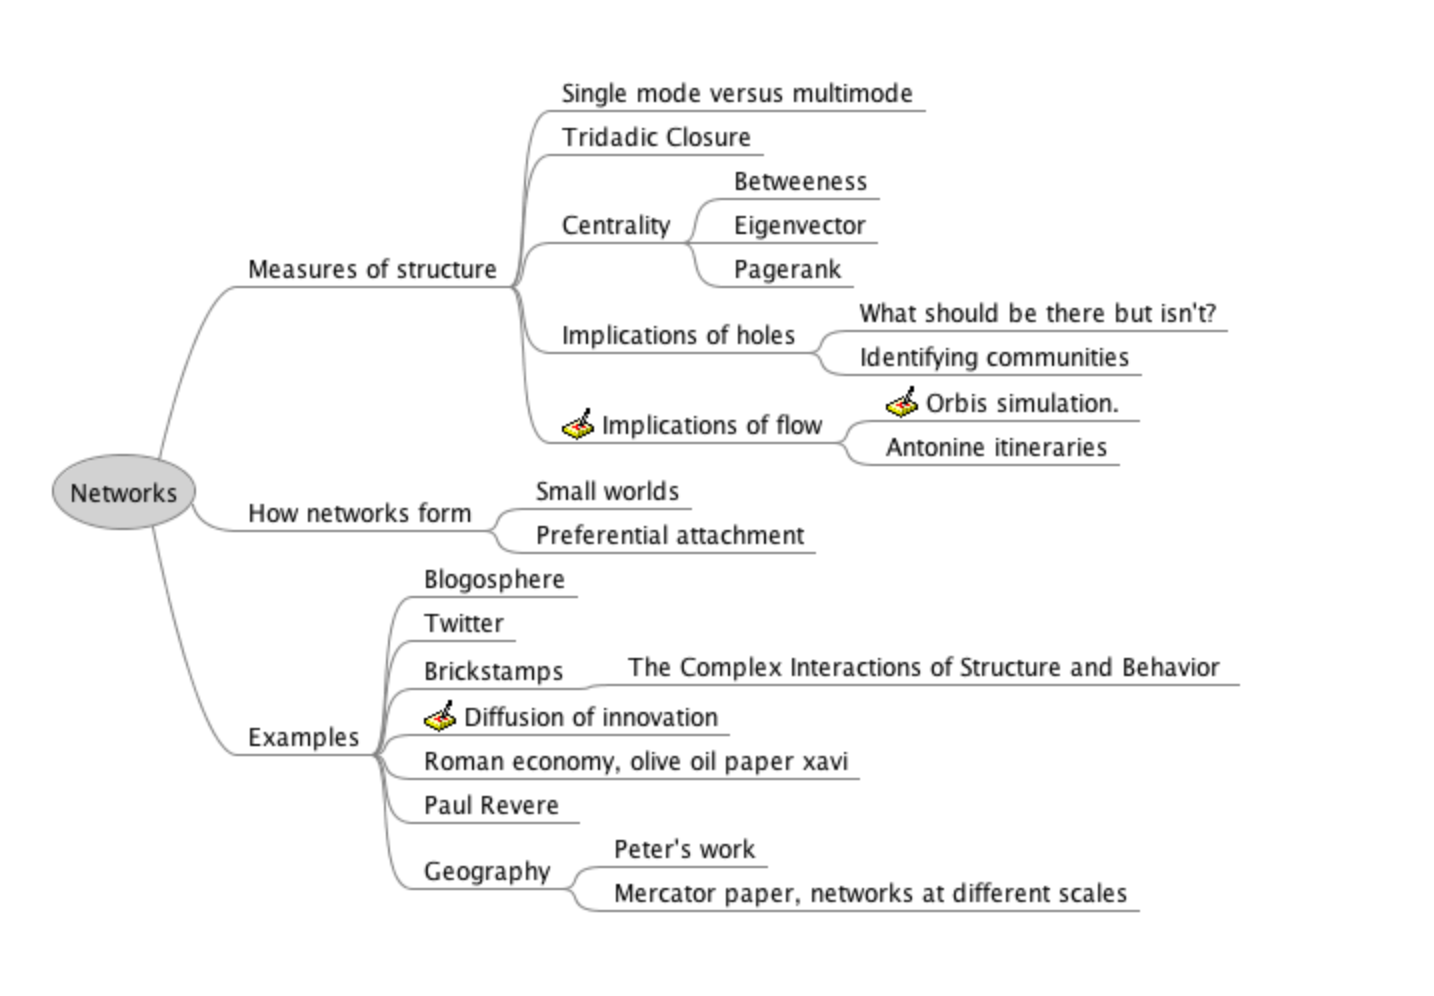 Networks
Measures of structure
Single mode versus multimode
Tridadic Closure
Centrality
Betweeness
Eigenvector
Pagerank
Implications of holes
What should be there but isn't?
Identifying communities
Implications of flow
Orbis simulation.
Antonine itineraries
How networks form
Small worlds
Preferential attachment
Examples
Blogosphere
Twitter
Brickstamps
The Complex Interactions of Structure and Behavior
Diffusion of innovation
Roman economy, olive oil paper xavi
Paul Revere
Geography
Peter's work
Mercator paper, networks at different scales